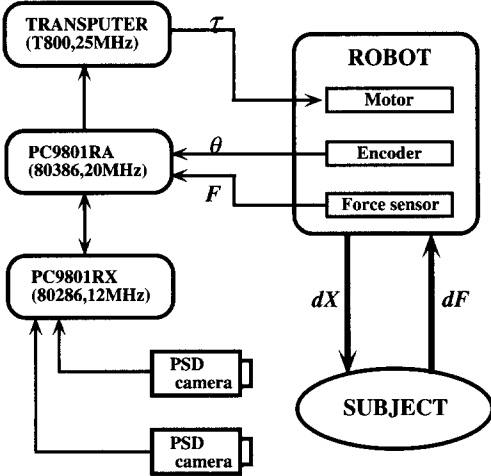 TRANSPUTER
(T800,25MHz)
τ
ROBOT
Motor
PC9801RA
(80386,20MHz)
θ
Encoder
F
Force sensor
PC9801RX
(80286,12MHz)
dX
dF
PSD
camera
SUBJECT
PSD
camera